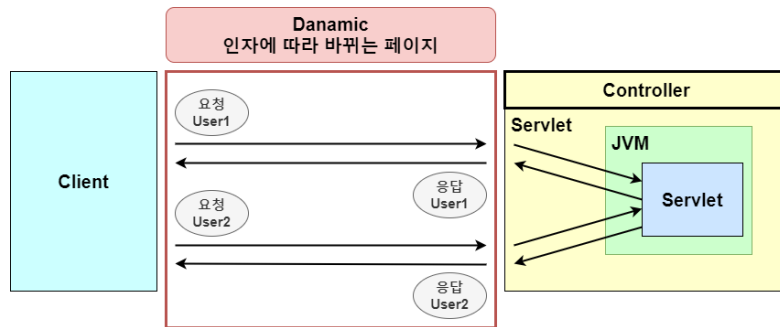 Danamic
인자에 따라 바뀌는 페이지
Client
요청
User1
응답
User1
요청
User2
응답
User2
Controller
Servlet
JVM
Servlet